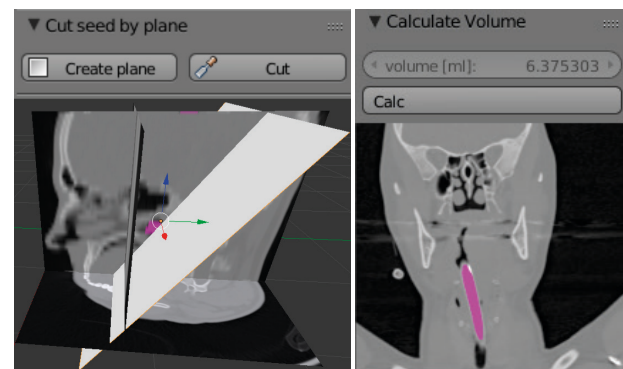 Cut seed by plane
Create plane
Cut
Calculate Volume
volume [ml]: 6.375303
Calc